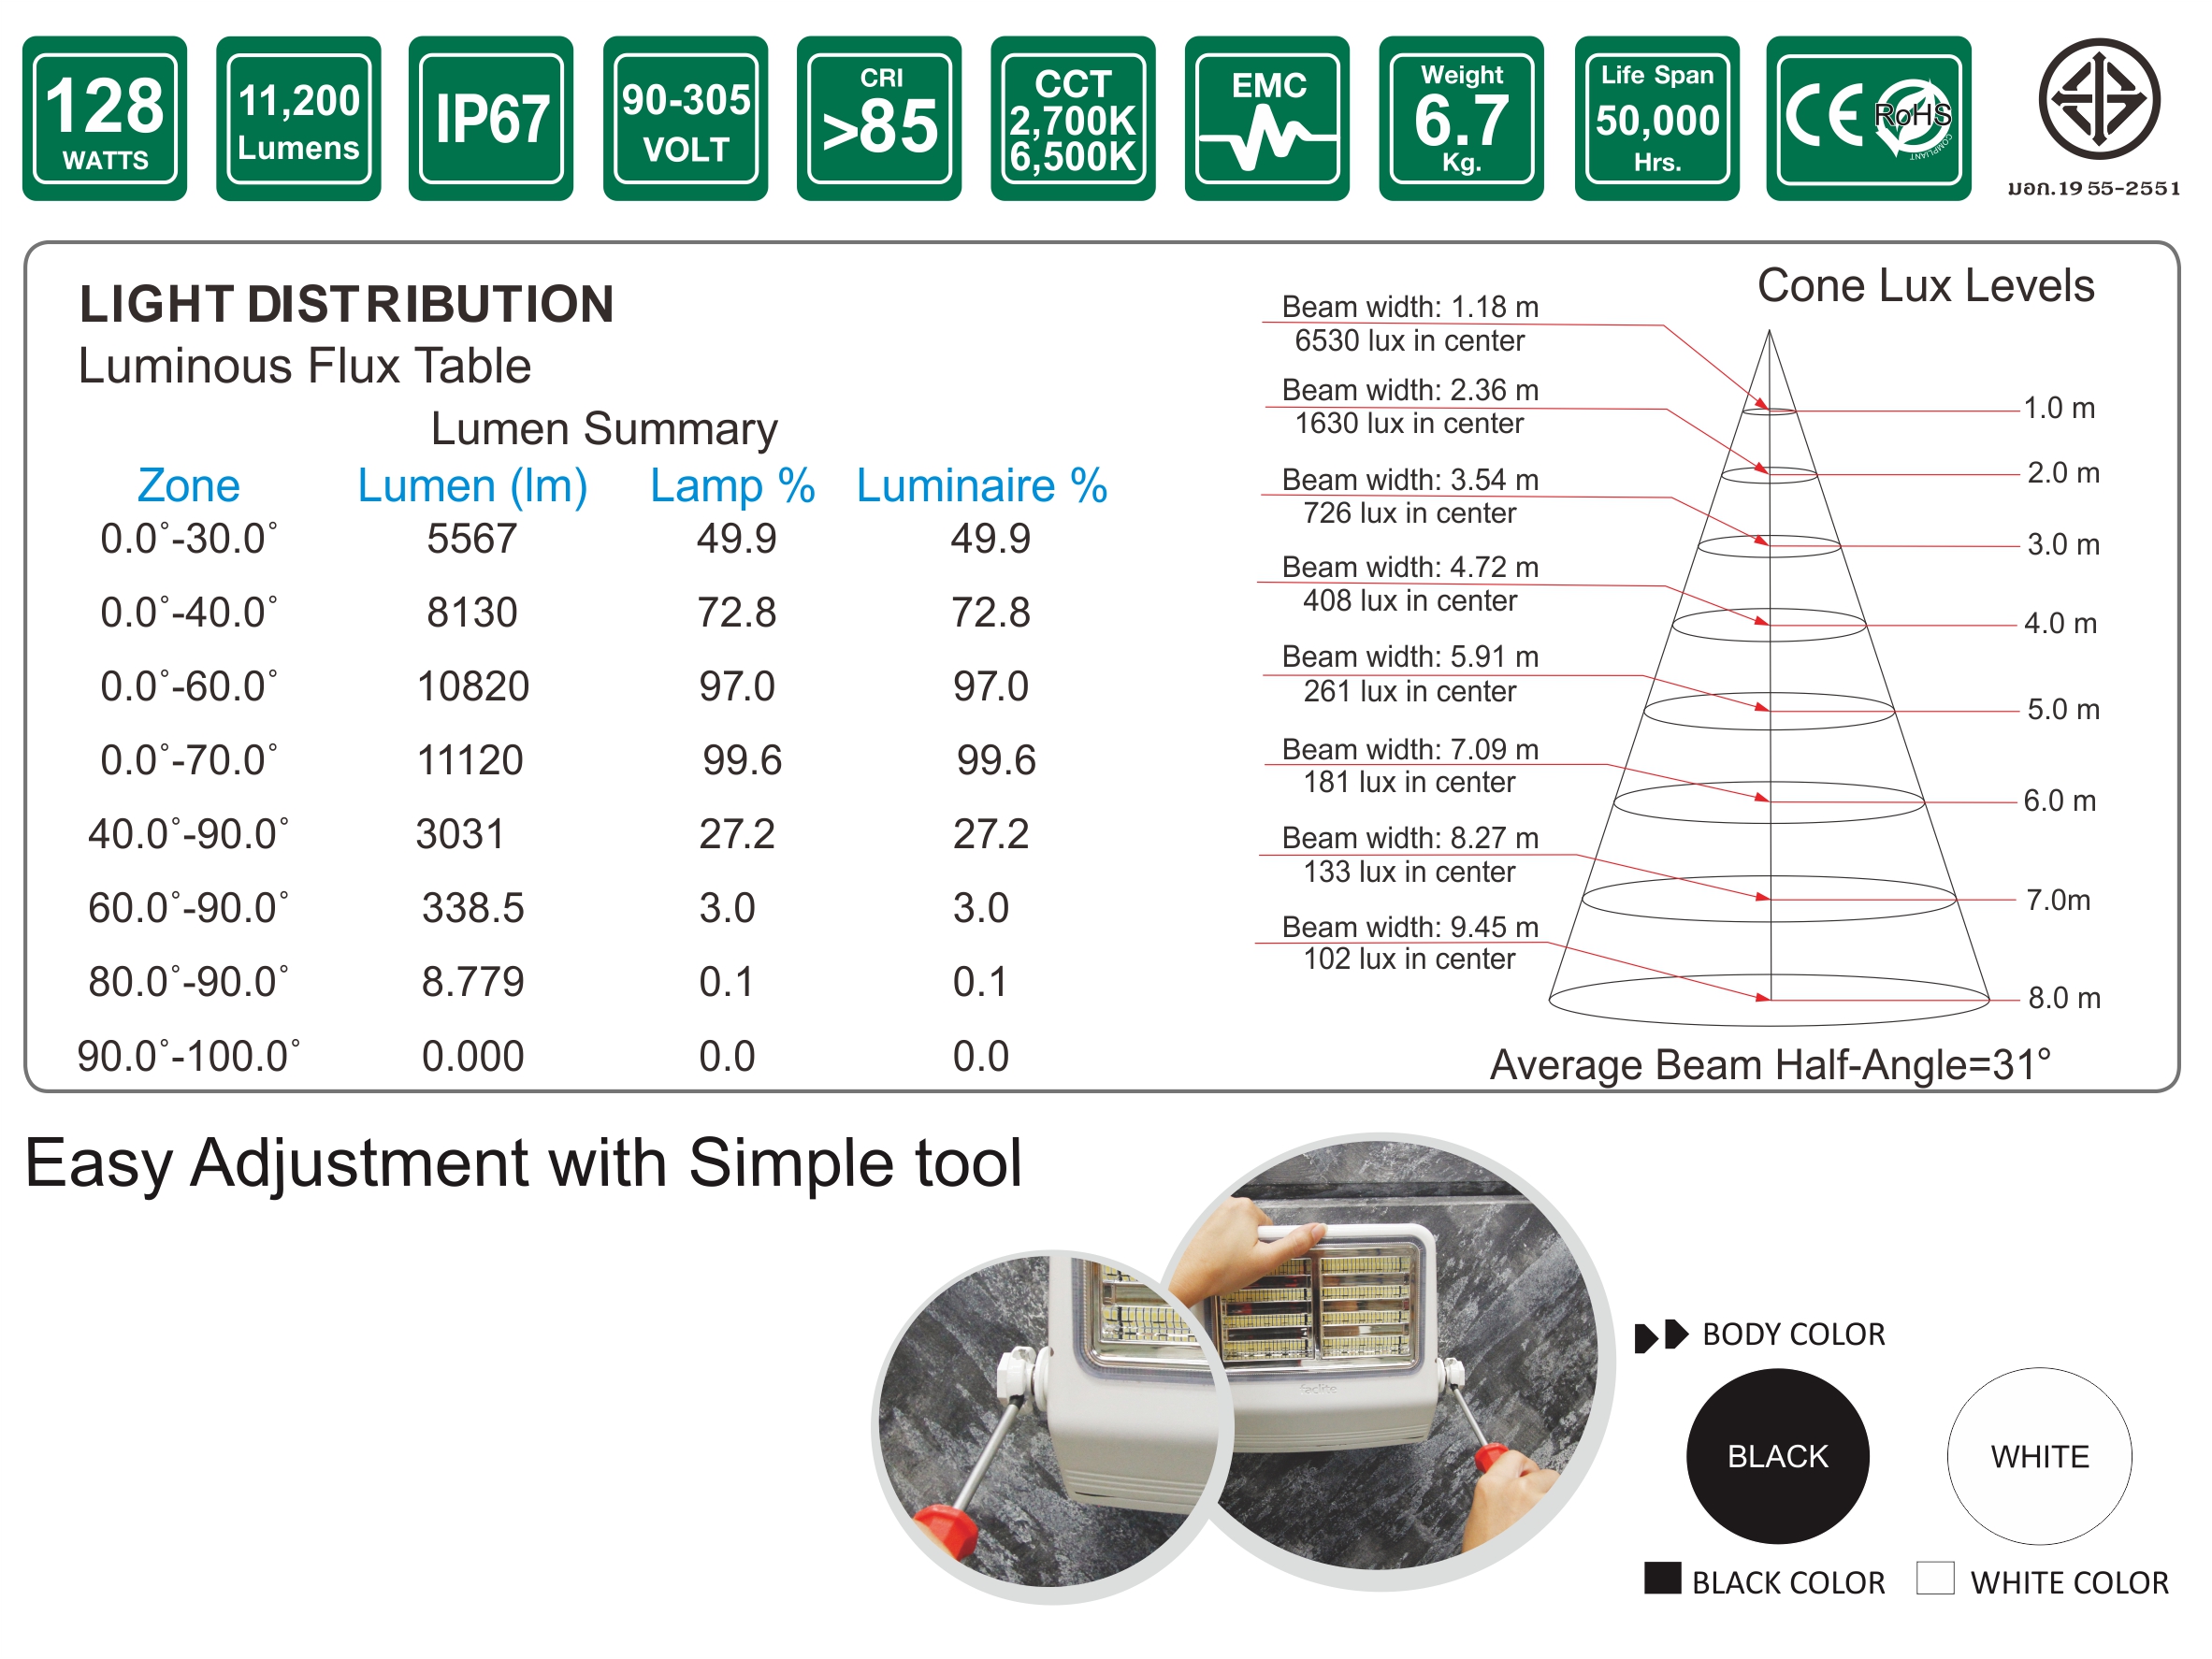 128
WATTS
11,200
Lumens
IP67
90-305
VOLT
CRI
>85
CCT
2,700K
6,500K
EMC
Weight
6.7
Kg.
Life Span
50,000
Hrs.
CE
RoHS
COMPLIANT
มอก.1955-2551
LIGHT DISTRIBUTION
Luminous Flux Table
Lumen Summary
Zone Lumen (lm) Lamp % Luminaire %
0.0°-30.0° 5567 49.9 49.9
0.0°-40.0° 8130 72.8 72.8
0.0°-60.0° 10820 97.0 97.0
0.0°-70.0° 11120 99.6 99.6
40.0°-90.0° 3031 27.2 27.2
60.0°-90.0° 338.5 3.0 3.0
80.0°-90.0° 8.779 0.1 0.1
90.0°-100.0° 0.000 0.0 0.0
Cone Lux Levels
Beam width: 1.18 m
6530 lux in center
1.0 m
Beam width: 2.36 m
1630 lux in center
2.0 m
Beam width: 3.54 m
726 lux in center
3.0 m
Beam width: 4.72 m
408 lux in center
4.0 m
Beam width: 5.91 m
261 lux in center
5.0 m
Beam width: 7.09 m
181 lux in center
6.0 m
Beam width: 8.27 m
133 lux in center
7.0m
Beam width: 9.45 m
102 lux in center
8.0 m
Average Beam Half-Angle=31°
Easy Adjustment with Simple tool
BODY COLOR
BLACK
WHITE
BLACK COLOR
WHITE COLOR